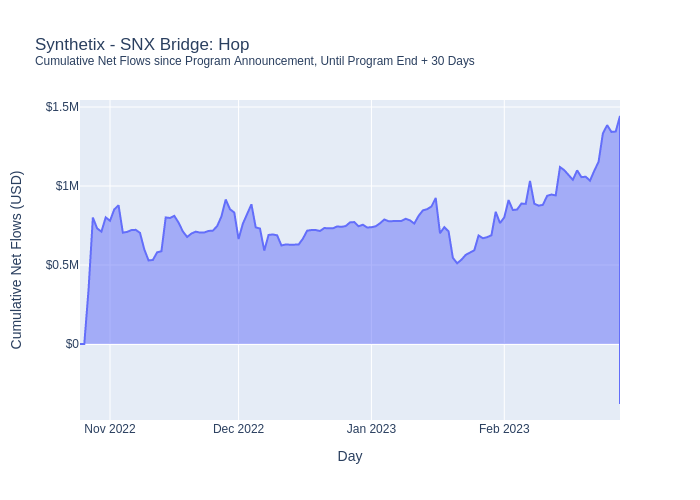 Synthetix - SNX Bridge: Hop
Cumulative Net Flows since Program Announcement, Until Program End + 30 Days
Cumulative Net Flows (USD)
$1.5M
$1M
$0.5M
$0
Nov 2022
Dec 2022
Jan 2023
Feb 2023
Day